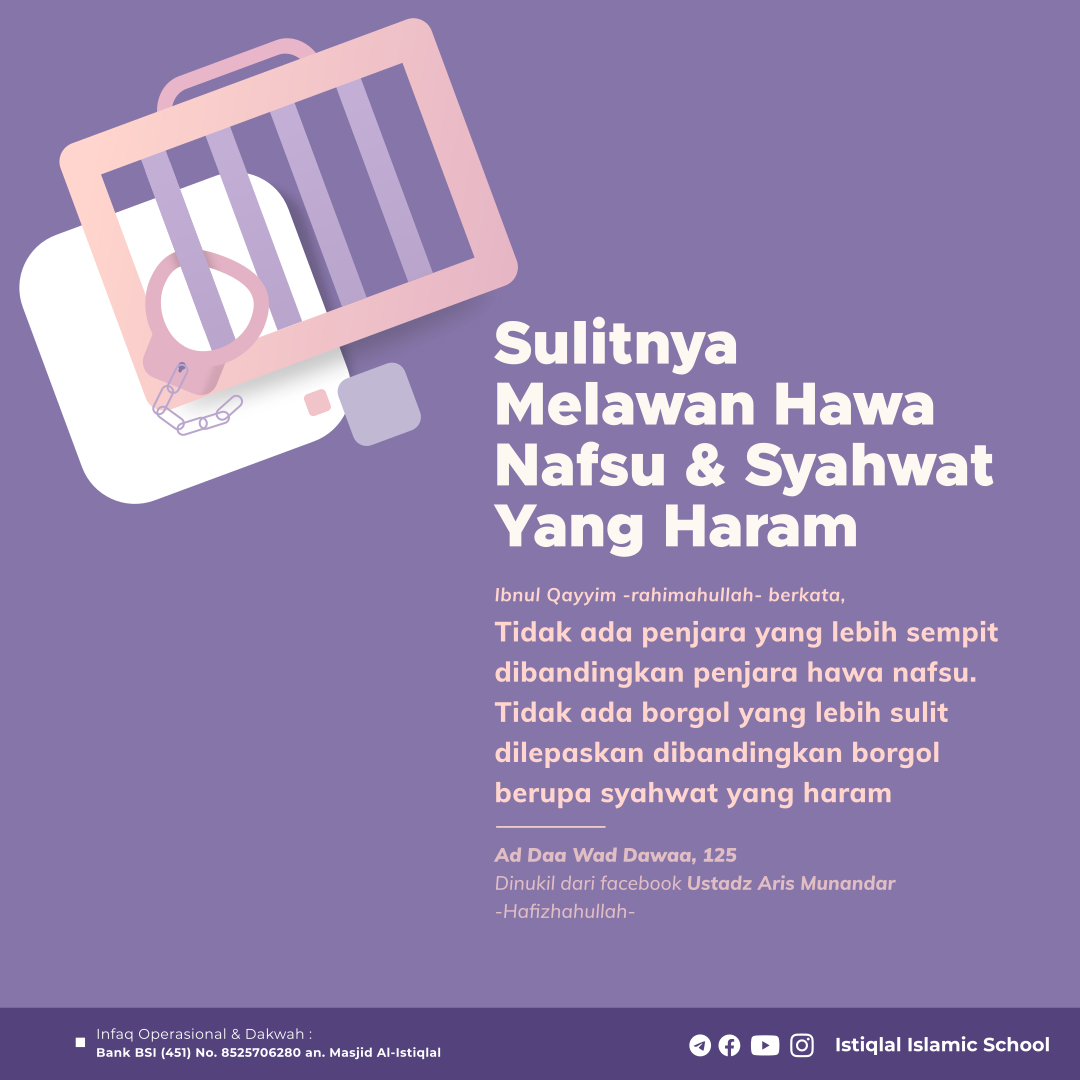 Sulitnya
Melawan Hawa
Nafsu & Syahwat
Yang Haram
Ibnul Qayyim -rahimahullah- berkata,
Tidak ada penjara yang lebih sempit
dibandingkan penjara hawa nafsu.
Tidak ada borgol yang lebih sulit
dilepaskan dibandingkan borgol
berupa syahwat yang haram
Ad Daa Wad Dawaa, 125
Dinukil dari facebook Ustadz Aris Munandar
-Hafizhahullah-
Infaq Operasional & Dakwah :
Bank BSI (451) No. 8525706280 an. Masjid Al-Istiqlal
Istiqlal Islamic School